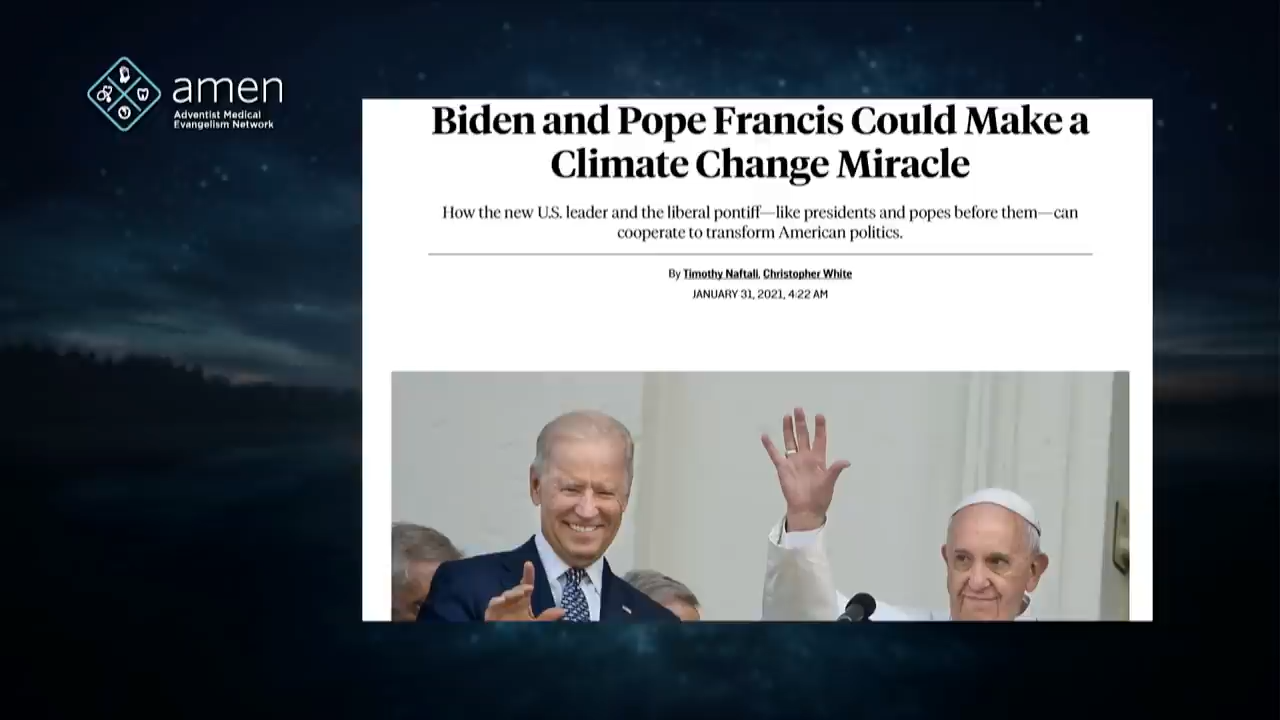 amen
Adventist Medical
Evangelism Network
Biden and Pope Francis Could Make a
Climate Change Miracle
How the new U.S. leader and the liberal pontiff—like presidents and popes before them—can
cooperate to transform American politics.
By Timothy Naftali, Christopher White
JANUARY 31, 2021, 4:22 AM